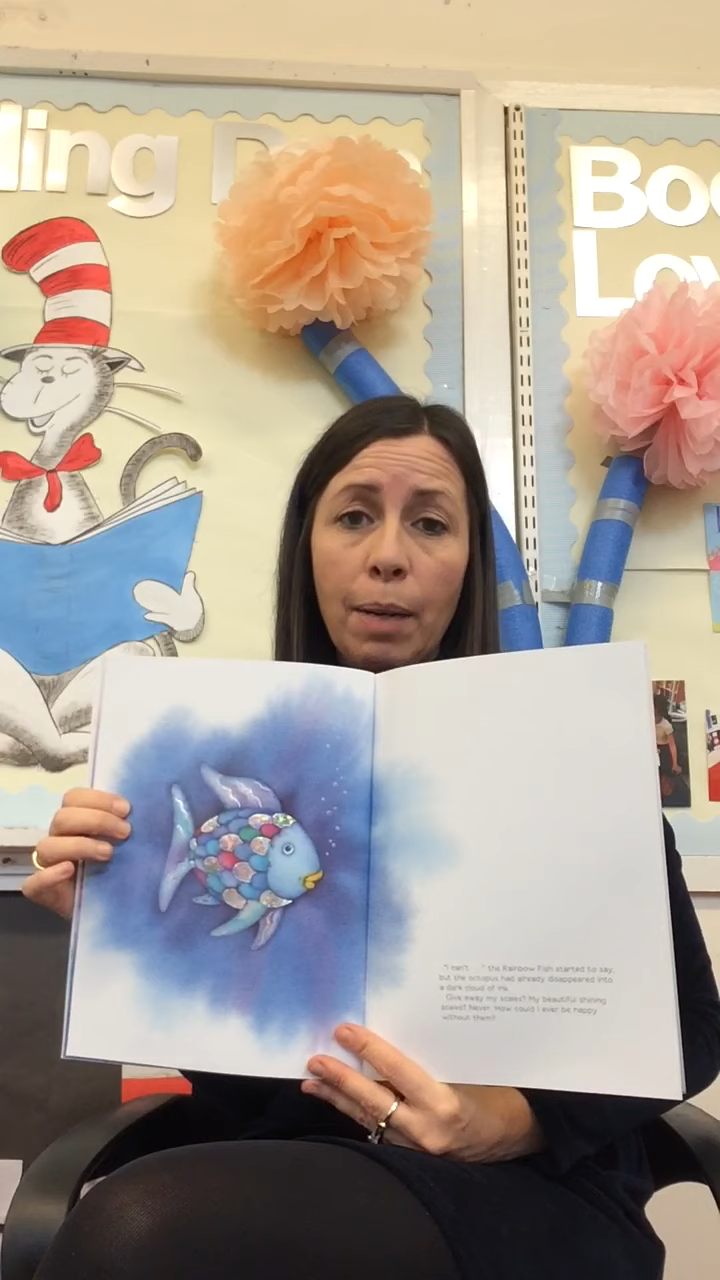 ling D
Boo
Lov
"I can't . . ." the Rainbow Fish started to say,
but the octopus had already disappeared into
a dark cloud of ink.
Give away my scales? My beautiful shining
scales? Never. How could I ever be happy
without them?